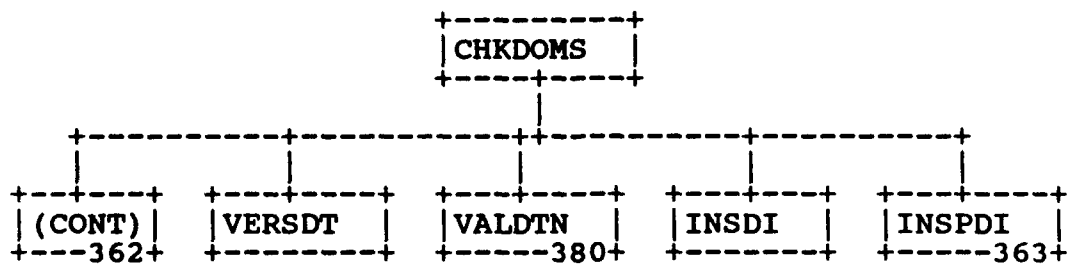 CHKDOMS
(CONT) VERSDT VALDTN INSDI INSPDI
362 380 363